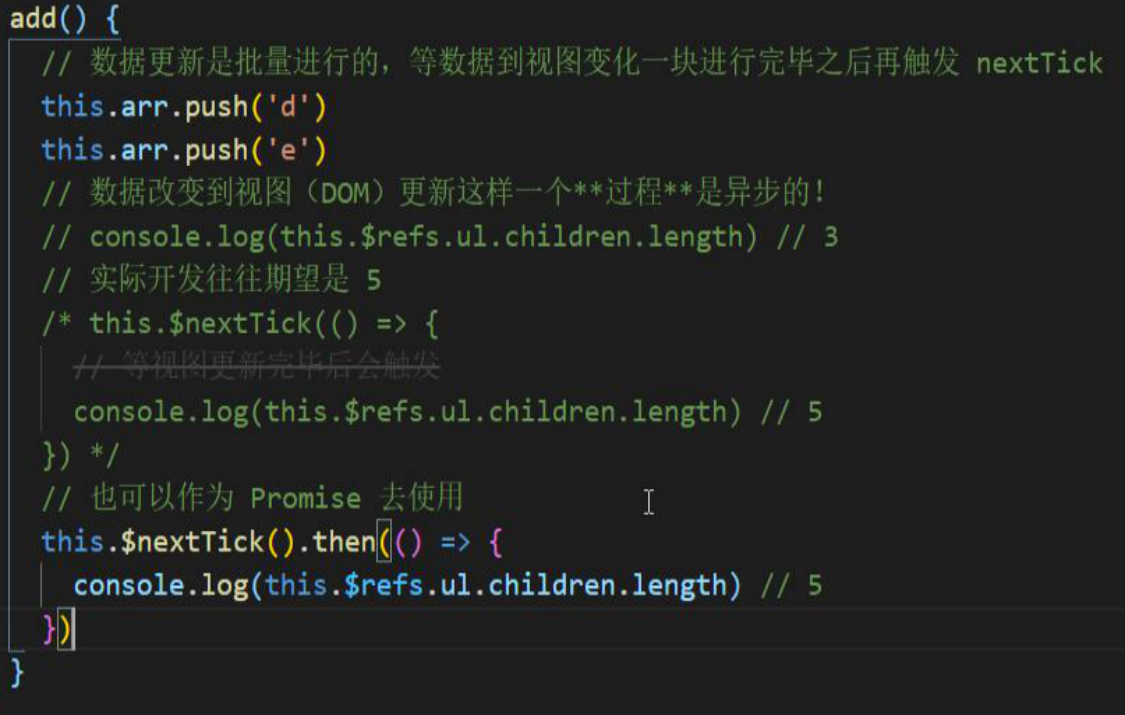 add() {
// 数据更新是批量进行的，等数据到视图变化一块进行完毕之后再触发 nextTick
this.arr.push('d')
this.arr.push('e')
// 数据改变到视图（DOM）更新这样一个**过程**是异步的！
// console.log(this.$refs.ul.children.length) // 3
// 实际开发往往期望是 5
/* this.$nextTick(() => {
// 等视图更新完毕后会触发
console.log(this.$refs.ul.children.length) // 5
}) */
// 也可以作为 Promise 去使用
this.$nextTick().then(() => {
console.log(this.$refs.ul.children.length) // 5
})
}